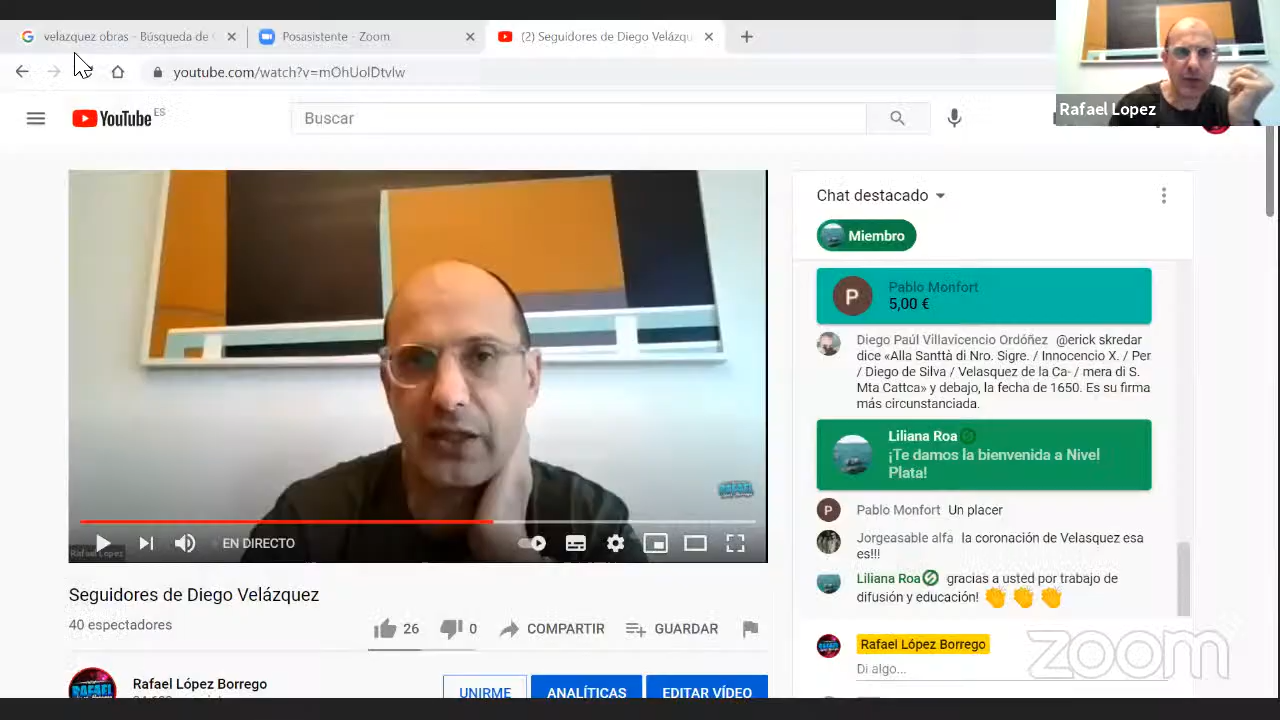 velazquez obras - Búsqueda de
Posasistente - Zoom
(2) Seguidores de Diego Velázqu
youtube.com/watch?v=mOhUolDtvlw
Rafael Lopez
YouTube ES
Buscar
Chat destacado
Miembro
P
Pablo Monfort
5,00 €
Diego Paúl Villavicencio Ordóñez @erick skredar
dice «Alla Santtà di Nro. Sigre. / Innocencio X. / Per
/ Diego de Silva / Velasquez de la Ca- / mera di S.
Mta Cattca» y debajo, la fecha de 1650. Es su firma
más circunstanciada.
Liliana Roa
¡Te damos la bienvenida a Nivel
Plata!
P
Pablo Monfort Un placer
Jorgeasable alfa la coronación de Velasquez esa
es!!!
Liliana Roa gracias a usted por trabajo de
difusión y educación!
Rafael López Borrego
Di algo...
RAFAEL
Rafael Lopez
EN DIRECTO
Seguidores de Diego Velázquez
40 espectadores
26
0
COMPARTIR
GUARDAR
RAFAEL
Rafael López Borrego
UNIRME
ANALÍTICAS
EDITAR VÍDEO
zoom